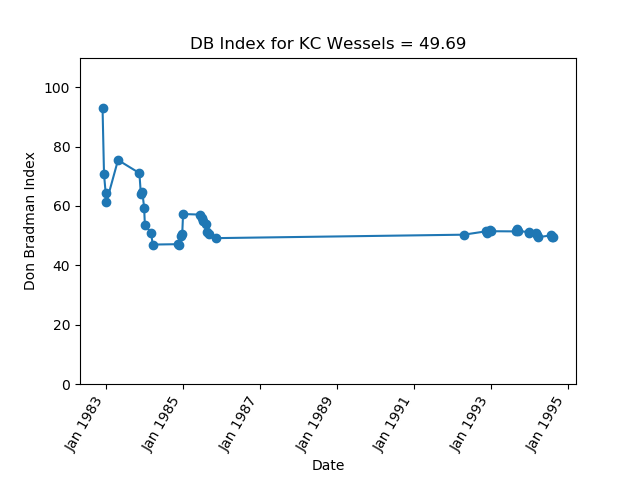 DB Index for KC Wessels = 49.69
Don Bradman Index
100
80
60
40
20
0
Jan 1983
Jan 1985
Jan 1987
Jan 1989
Jan 1991
Jan 1993
Jan 1995
Date